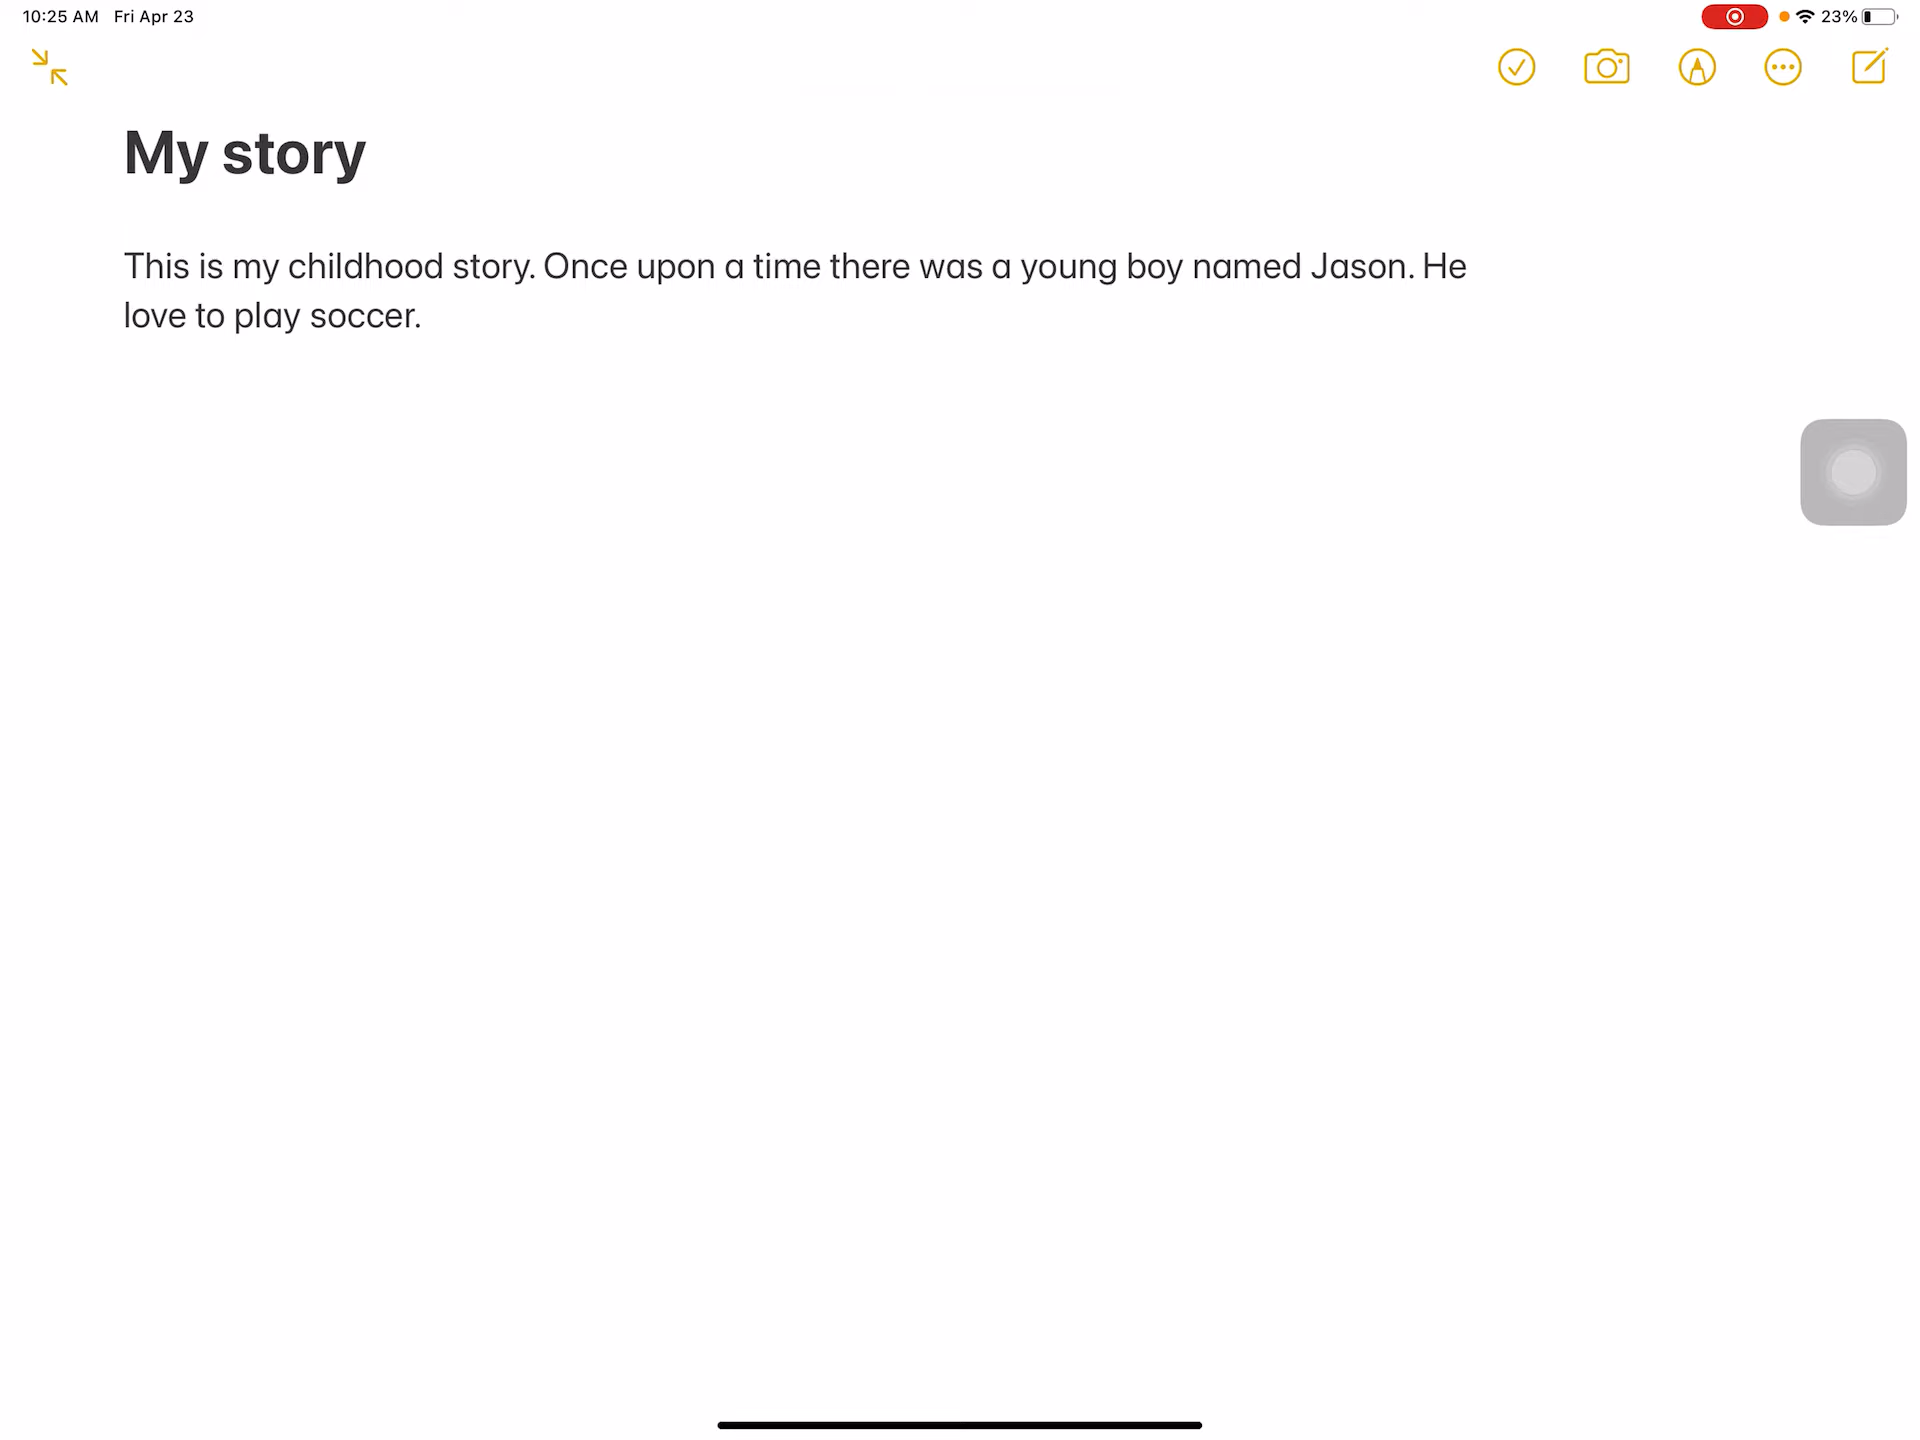 10:25 AM Fri Apr 23
23%
My story
This is my childhood story. Once upon a time there was a young boy named Jason. He
love to play soccer.